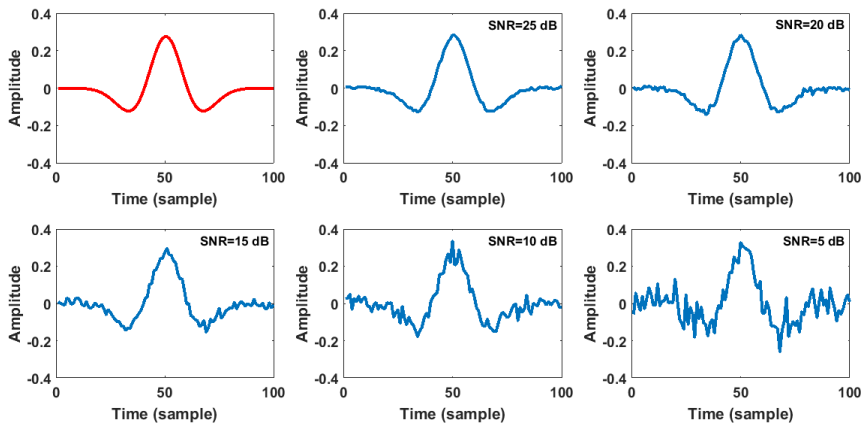 0.4
0.2
0
-0.2
-0.4
Amplitude
0
50
100
Time (sample)
SNR=25 dB
0.4
0.2
0
-0.2
-0.4
Amplitude
0
50
100
Time (sample)
SNR=20 dB
0.4
0.2
0
-0.2
-0.4
Amplitude
0
50
100
Time (sample)
SNR=15 dB
0.4
0.2
0
-0.2
-0.4
Amplitude
0
50
100
Time (sample)
SNR=10 dB
0.4
0.2
0
-0.2
-0.4
Amplitude
0
50
100
Time (sample)
SNR=5 dB
0.4
0.2
0
-0.2
-0.4
Amplitude
0
50
100
Time (sample)